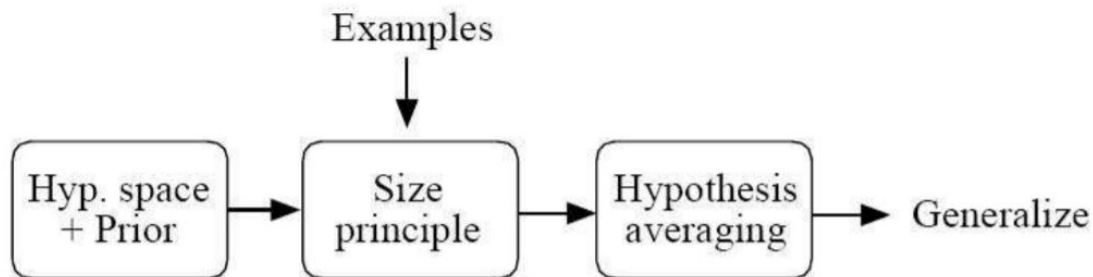 Examples
Hyp. space
+ Prior
Size
principle
Hypothesis
averaging
Generalize